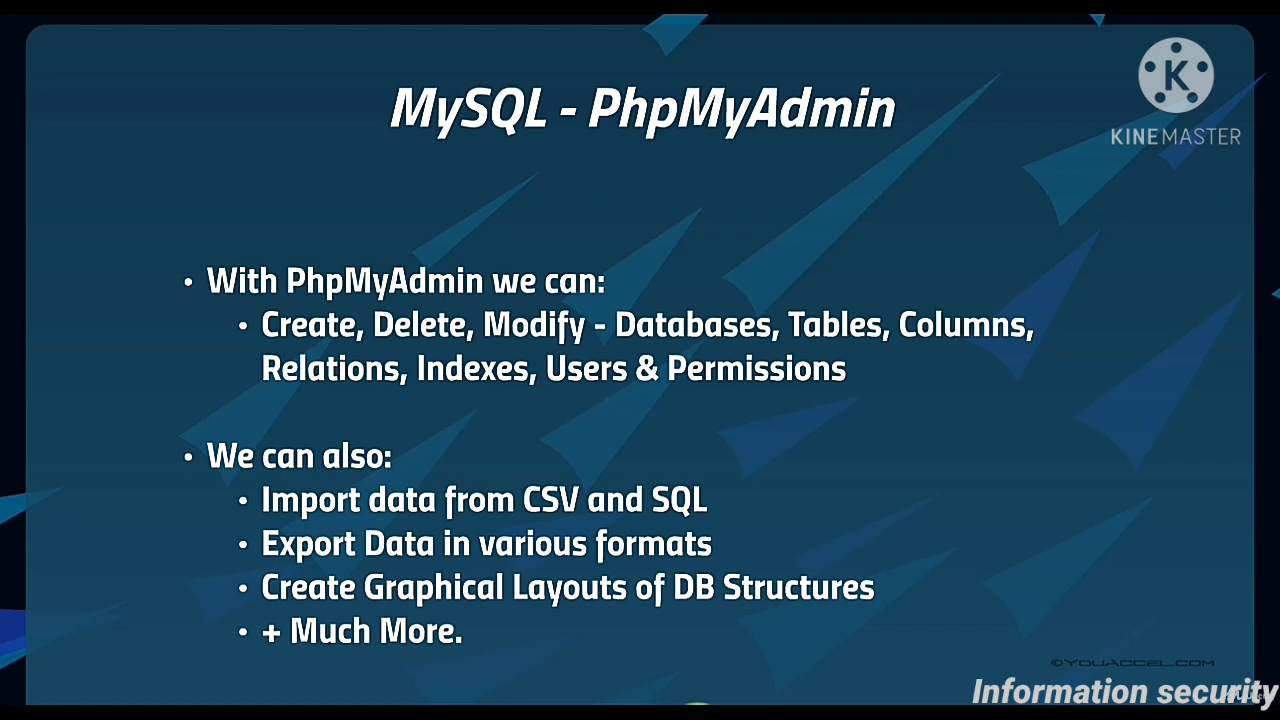 MySQL - PhpMyAdmin
K
KINEMASTER
• With PhpMyAdmin we can:
• Create, Delete, Modify - Databases, Tables, Columns,
Relations, Indexes, Users & Permissions
• We can also:
• Import data from CSV and SQL
• Export Data in various formats
• Create Graphical Layouts of DB Structures
• + Much More.
©YOUACCEL.COM
Information security